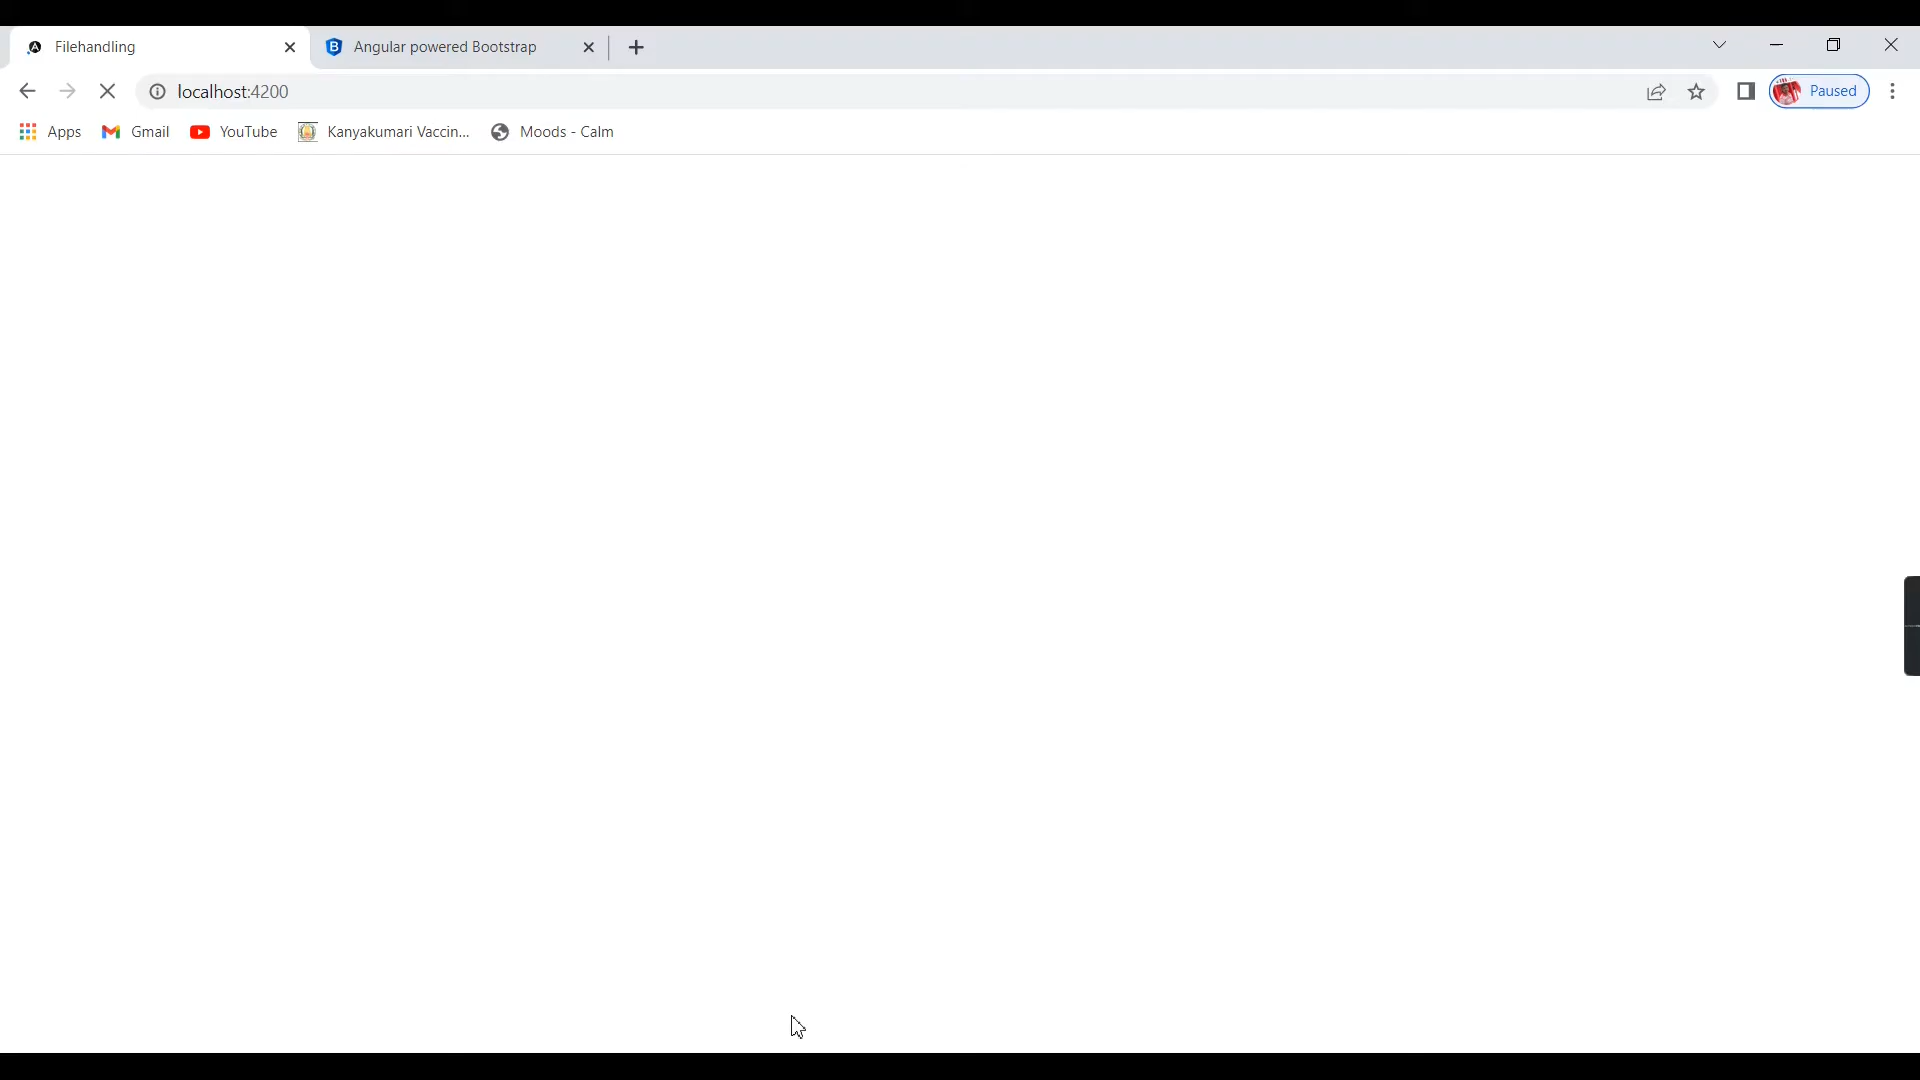 Filehandling
Angular powered Bootstrap
localhost:4200
Paused
Apps
Gmail
YouTube
Kanyakumari Vaccin...
Moods - Calm